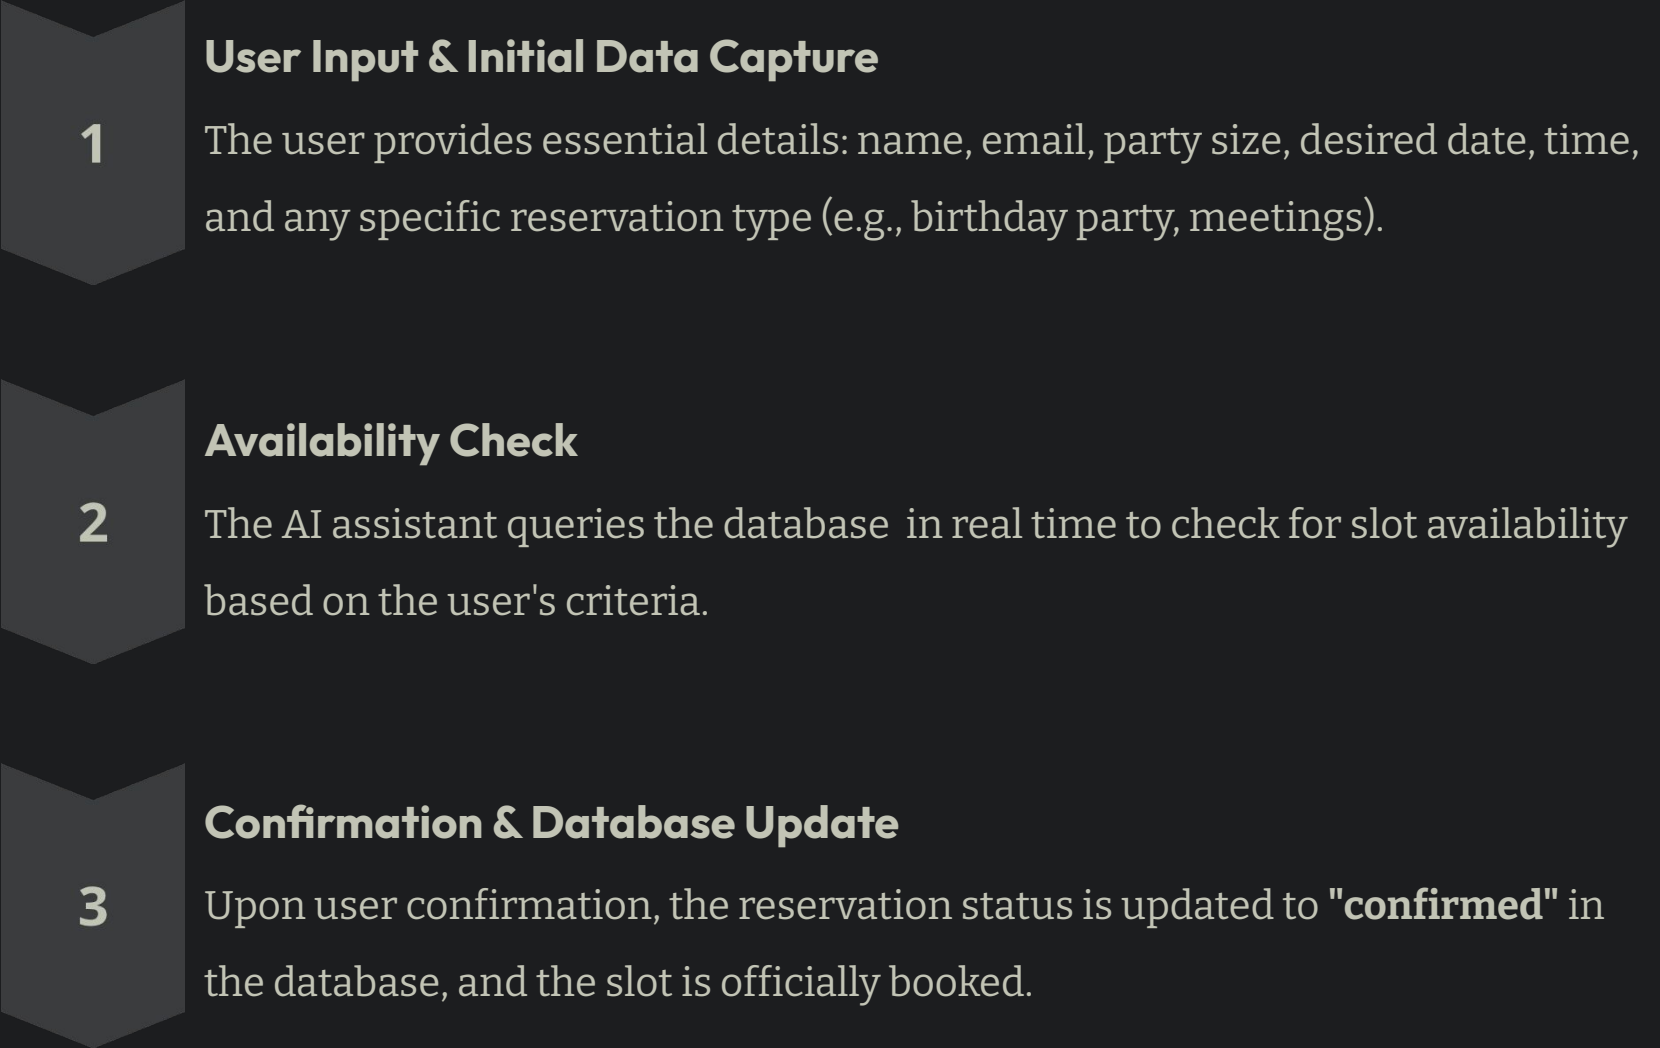 User Input & Initial Data Capture
1
The user provides essential details: name, email, party size, desired date, time,
and any specific reservation type (e.g., birthday party, meetings).
Availability Check
2
The AI assistant queries the database  in real time to check for slot availability
based on the user's criteria.
Confirmation & Database Update
3
Upon user confirmation, the reservation status is updated to "confirmed" in
the database, and the slot is officially booked.